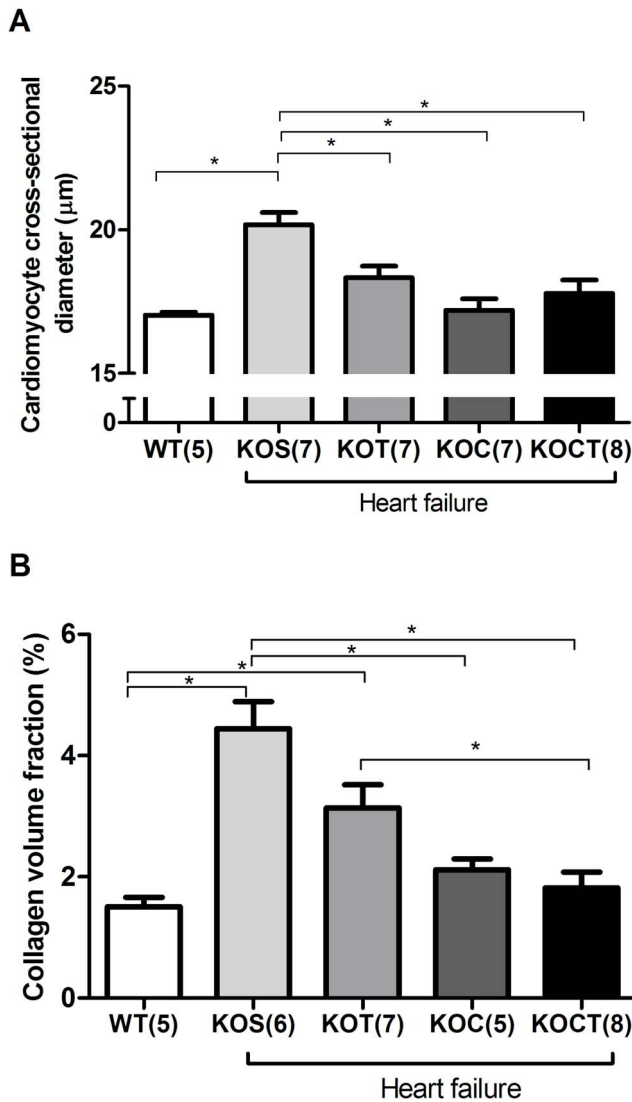 A
Cardiomyocyte cross-sectional
diameter (μm)
25
20
15
0
*
*
*
*
WT(5) KOS(7) KOT(7) KOC(7) KOCT(8)
Heart failure
B
Collagen volume fraction (%)
6
4
2
0
*
*
*
*
*
WT(5) KOS(6) KOT(7) KOC(5) KOCT(8)
Heart failure